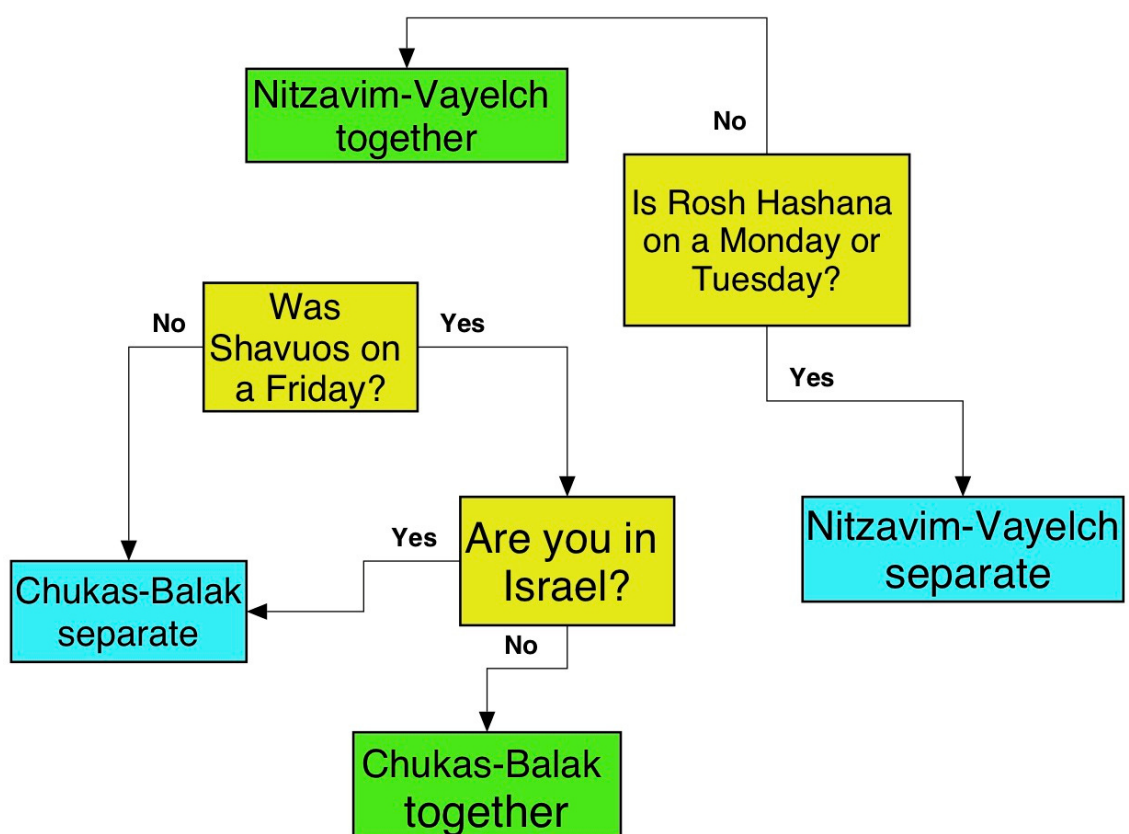 Nitzavim-Vayelch
together
No
Is Rosh Hashana
on a Monday or
Tuesday?
Yes
Nitzavim-Vayelch
separate
Was
Shavuos on
a Friday?
No
Yes
Are you in
Israel?
Yes
Chukas-Balak
separate
No
Chukas-Balak
together